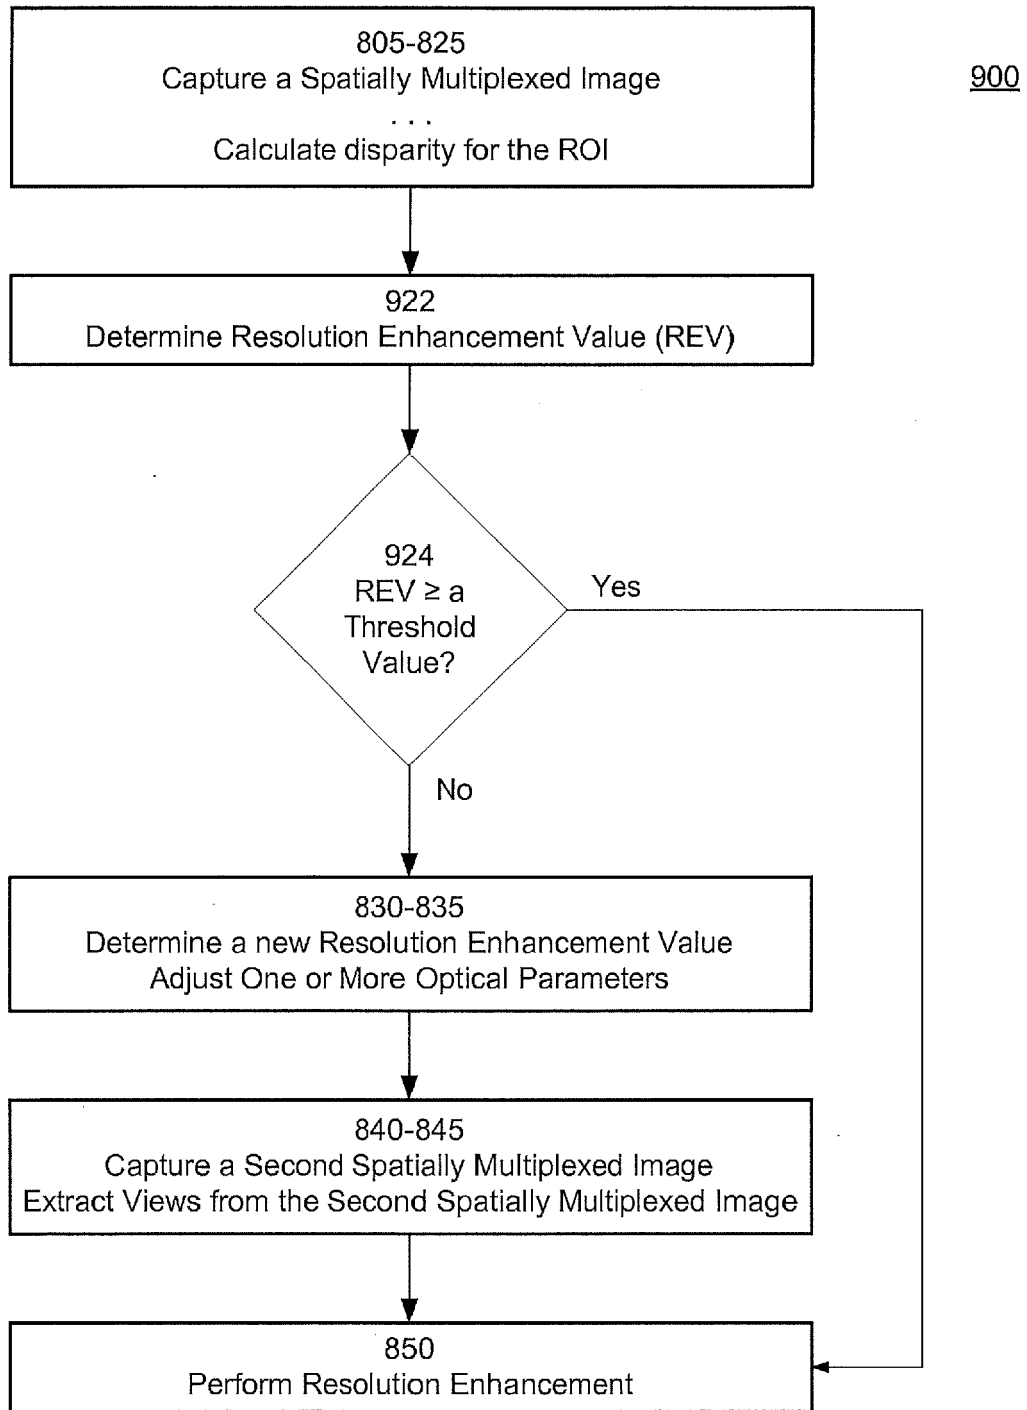 805-825
Capture a Spatially Multiplexed Image
. . .
Calculate disparity for the ROI
900
922
Determine Resolution Enhancement Value (REV)
924
REV ≥ a
Threshold
Value?
Yes
No
830-835
Determine a new Resolution Enhancement Value
Adjust One or More Optical Parameters
840-845
Capture a Second Spatially Multiplexed Image
Extract Views from the Second Spatially Multiplexed Image
850
Perform Resolution Enhancement